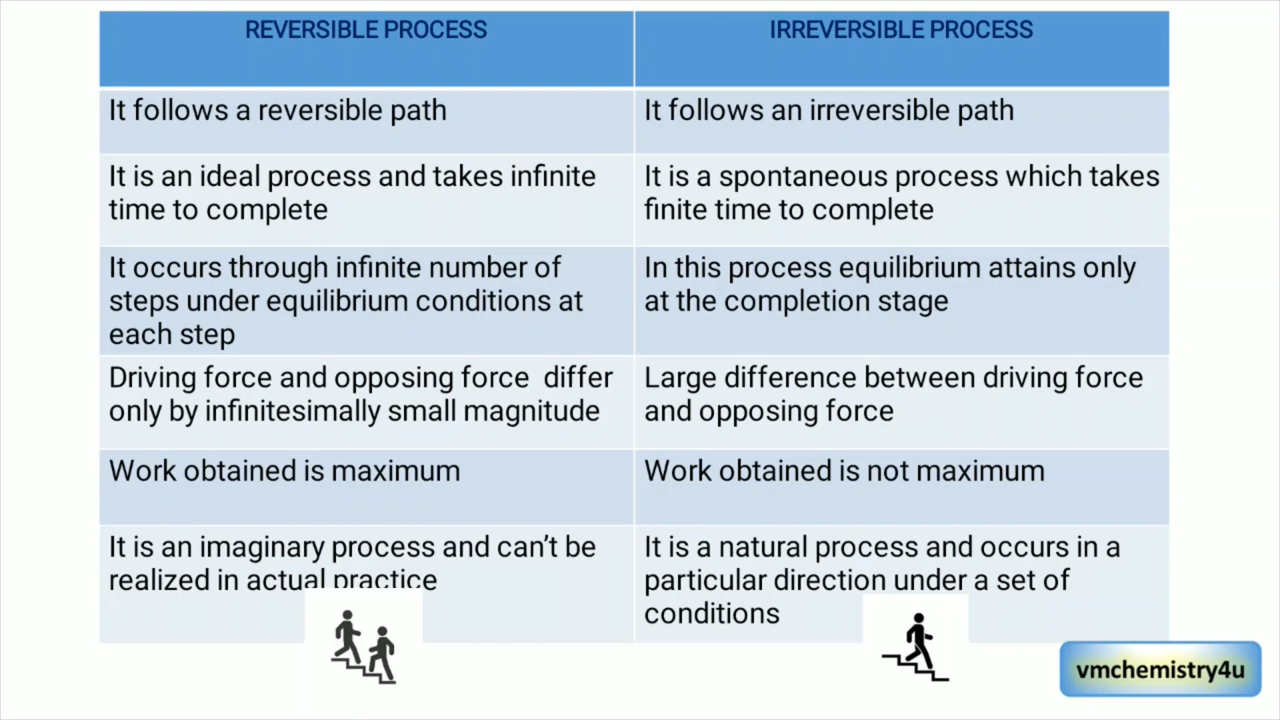 REVERSIBLE PROCESS
IRREVERSIBLE PROCESS
It follows a reversible path
It follows an irreversible path
It is an ideal process and takes infinite
time to complete
It is a spontaneous process which takes
finite time to complete
It occurs through infinite number of
steps under equilibrium conditions at
each step
In this process equilibrium attains only
at the completion stage
Driving force and opposing force differ
only by infinitesimally small magnitude
Large difference between driving force
and opposing force
Work obtained is maximum
Work obtained is not maximum
It is an imaginary process and can't be
realized in actual practice
It is a natural process and occurs in a
particular direction under a set of
conditions
vmchemistry4u